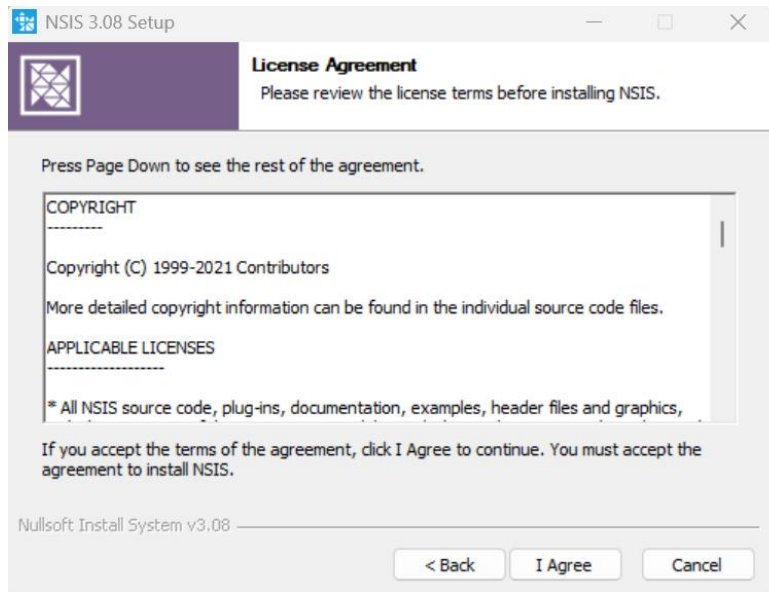 NSIS 3.08 Setup
License Agreement
Please review the license terms before installing NSIS.
Press Page Down to see the rest of the agreement.
COPYRIGHT
---------
Copyright (C) 1999-2021 Contributors
More detailed copyright information can be found in the individual source code files.
APPLICABLE LICENSES
-------------------
* All NSIS source code, plug-ins, documentation, examples, header files and graphics,
If you accept the terms of the agreement, click I Agree to continue. You must accept the
agreement to install NSIS.
Nullsoft Install System v3.08
< Back I Agree Cancel